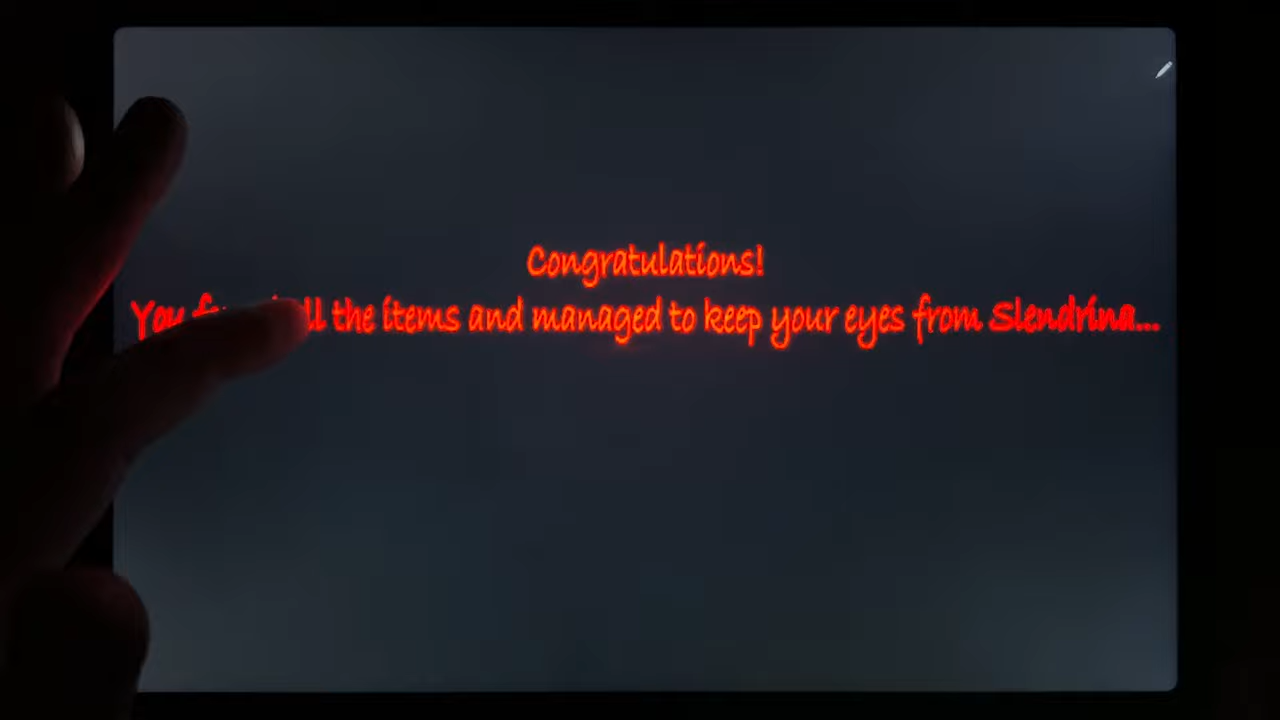 Congratulations!
You the items and managed to keep your eyes from Slendrina...